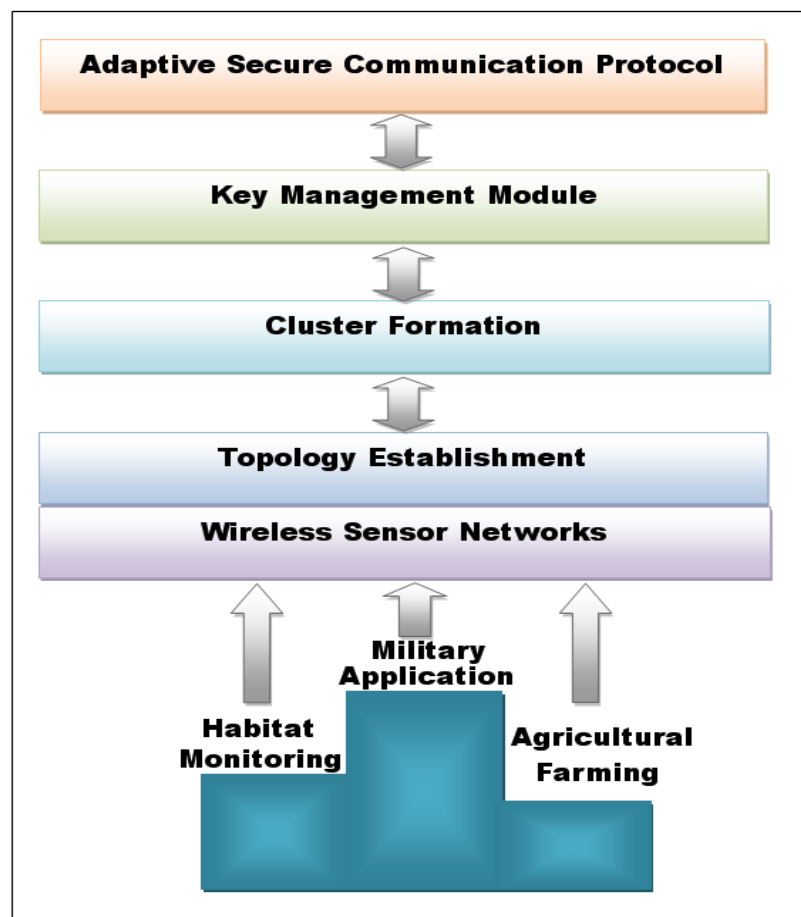 Adaptive Secure Communication Protocol
Key Management Module
Cluster Formation
Topology Establishment
Wireless Sensor Networks
Military
Application
Habitat
Monitoring
Agricultural
Farming